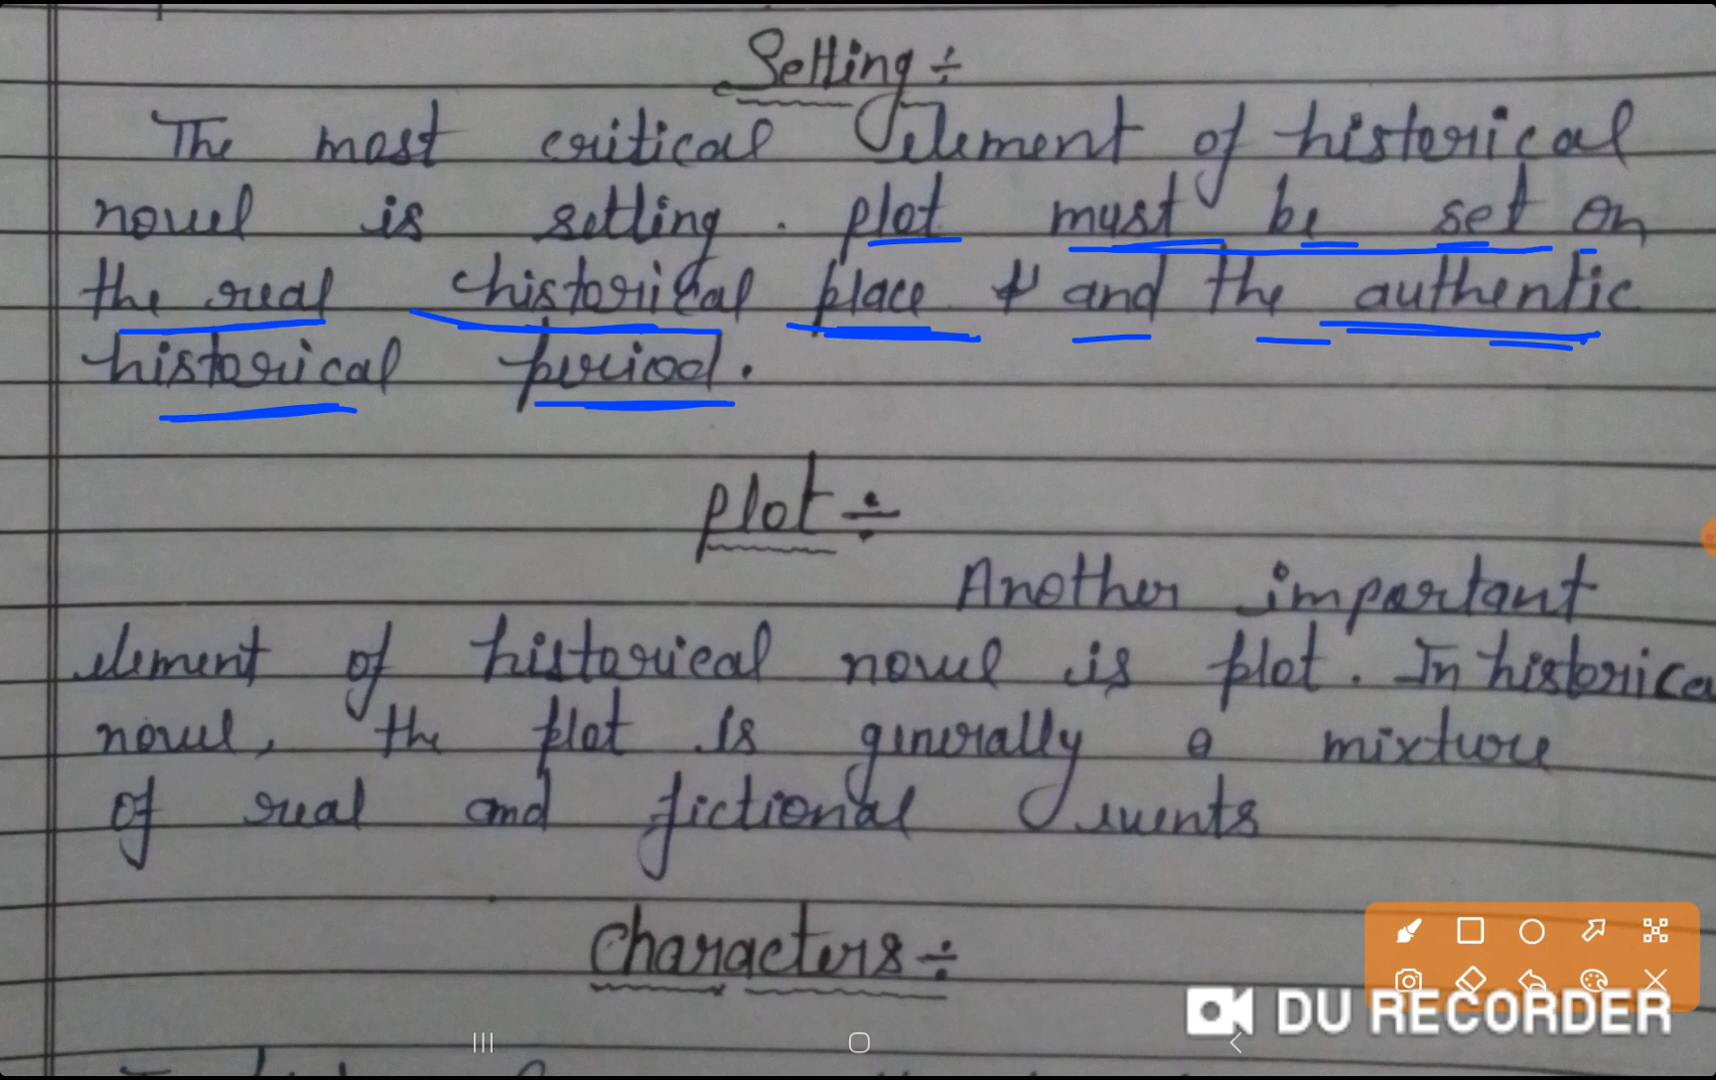 Setting ÷
The most critical element of historical
novel is setting. plot must be set on
the real historical place and the authentic
historical period.
plot ÷
Another important
element of historical novel is plot. In historica
novel, the plot is generally a mixture
of real and fictional events
Characters ÷
DU RECORDER